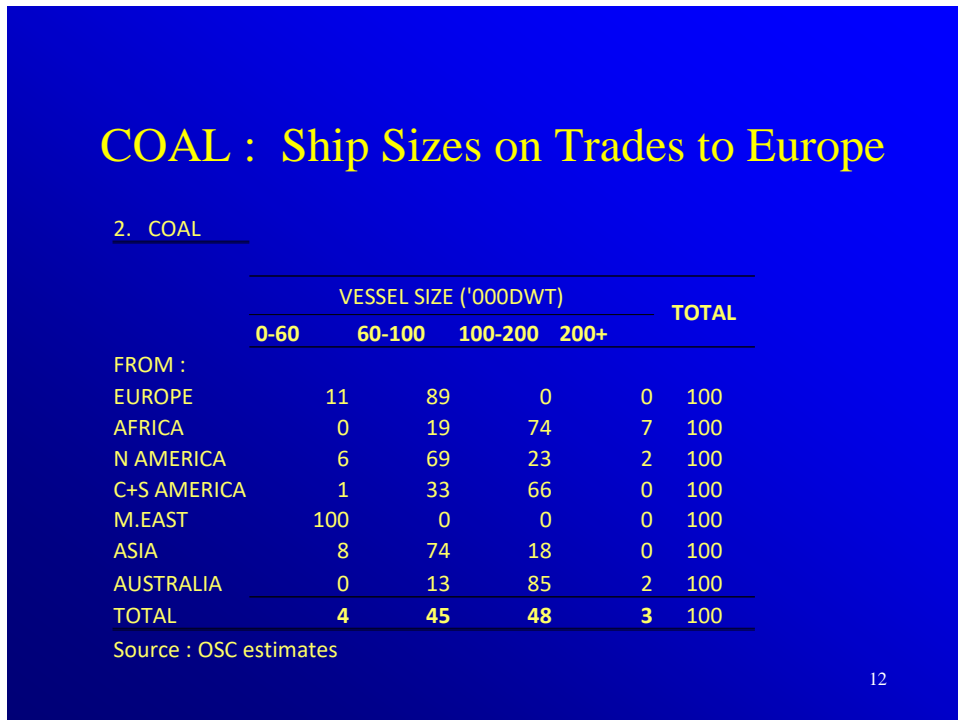 COAL : Ship Sizes on Trades to Europe
2. COAL
VESSEL SIZE ('000DWT)
TOTAL
0-60 60-100 100-200 200+
FROM :
EUROPE 11 89 0 0 100
AFRICA 0 19 74 7 100
N AMERICA 6 69 23 2 100
C+S AMERICA 1 33 66 0 100
M.EAST 100 0 0 0 100
ASIA 8 74 18 0 100
AUSTRALIA 0 13 85 2 100
TOTAL 4 45 48 3 100
Source : OSC estimates
12